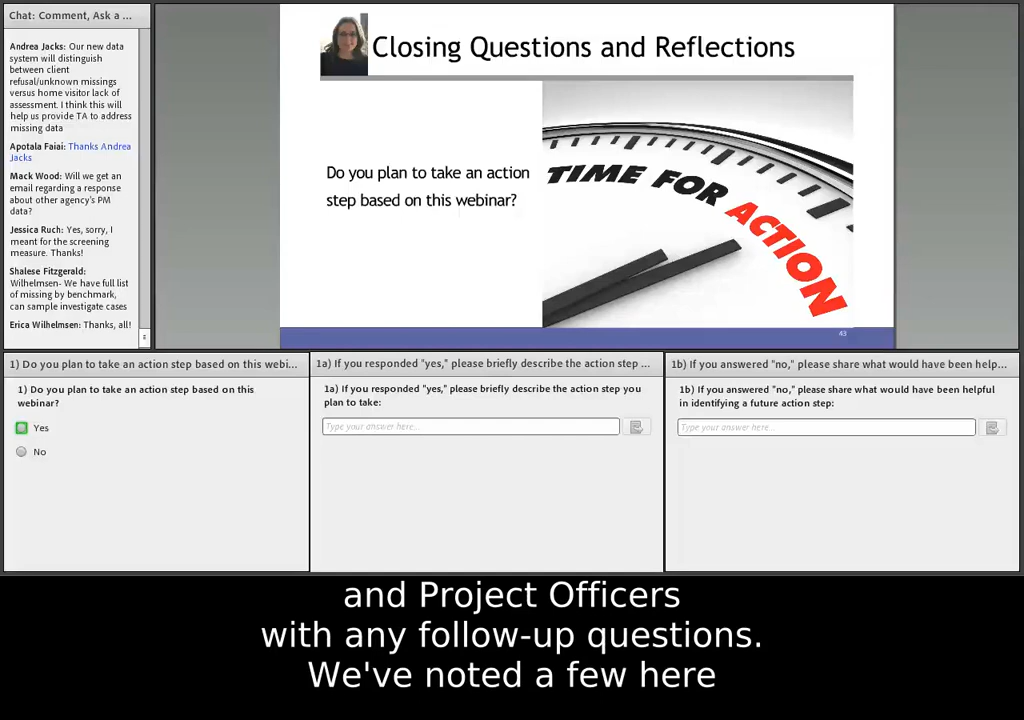 Chat: Comment, Ask a ...
Andrea Jacks: Our new data
system will distinguish
between client
refusal/unknown missings
versus home visitor lack of
assessment. I think this will
help us provide TA to address
missing data
Apotala Faiai: Thanks Andrea
Jacks
Mack Wood: Will we get an
email regarding a response
about other agency's PM
data?
Jessica Ruch: Yes, sorry, I
meant for the screening
measure. Thanks!
Shalese Fitzgerald:
Wilhelmsen- We have full list
of missing by benchmark,
can sample investigate cases
Erica Wilhelmsen: Thanks, all!
Closing Questions and Reflections
Do you plan to take an action
step based on this webinar?
TIME FOR ACTION
43
1) Do you plan to take an action step based on this webi...
1) Do you plan to take an action step based on this
webinar?
Yes
No
1a) If you responded "yes," please briefly describe the action step ...
1a) If you responded "yes," please briefly describe the action step you
plan to take:
Type your answer here...
1b) If you answered "no," please share what would have been help...
1b) If you answered "no," please share what would have been helpful
in identifying a future action step:
Type your answer here...
and Project Officers
with any follow-up questions.
We've noted a few here